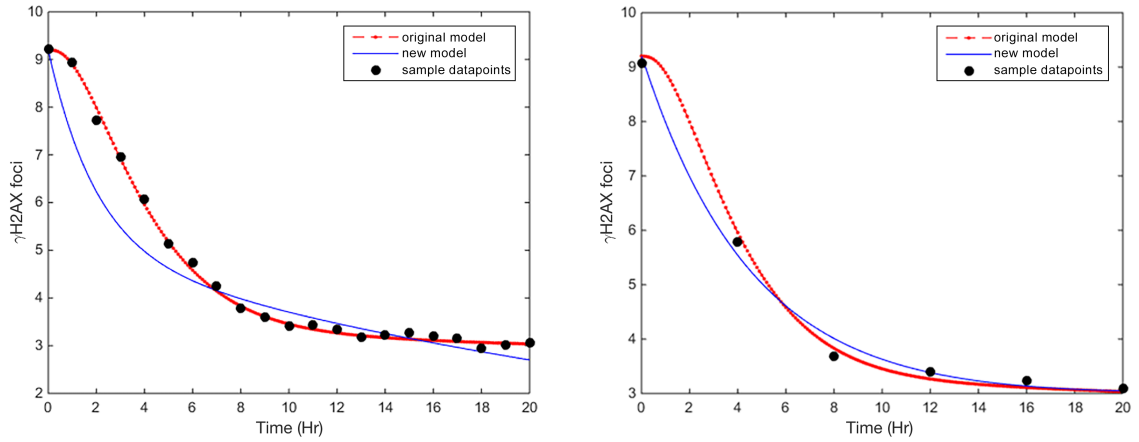 10
9
8
7
6
5
4
3
2
γH2AX foci
original model
new model
sample datapoints
0 2 4 6 8 10 12 14 16 18 20
Time (Hr)
10
9
8
7
6
5
4
3
γH2AX foci
original model
new model
sample datapoints
0 2 4 6 8 10 12 14 16 18 20
Time (Hr)